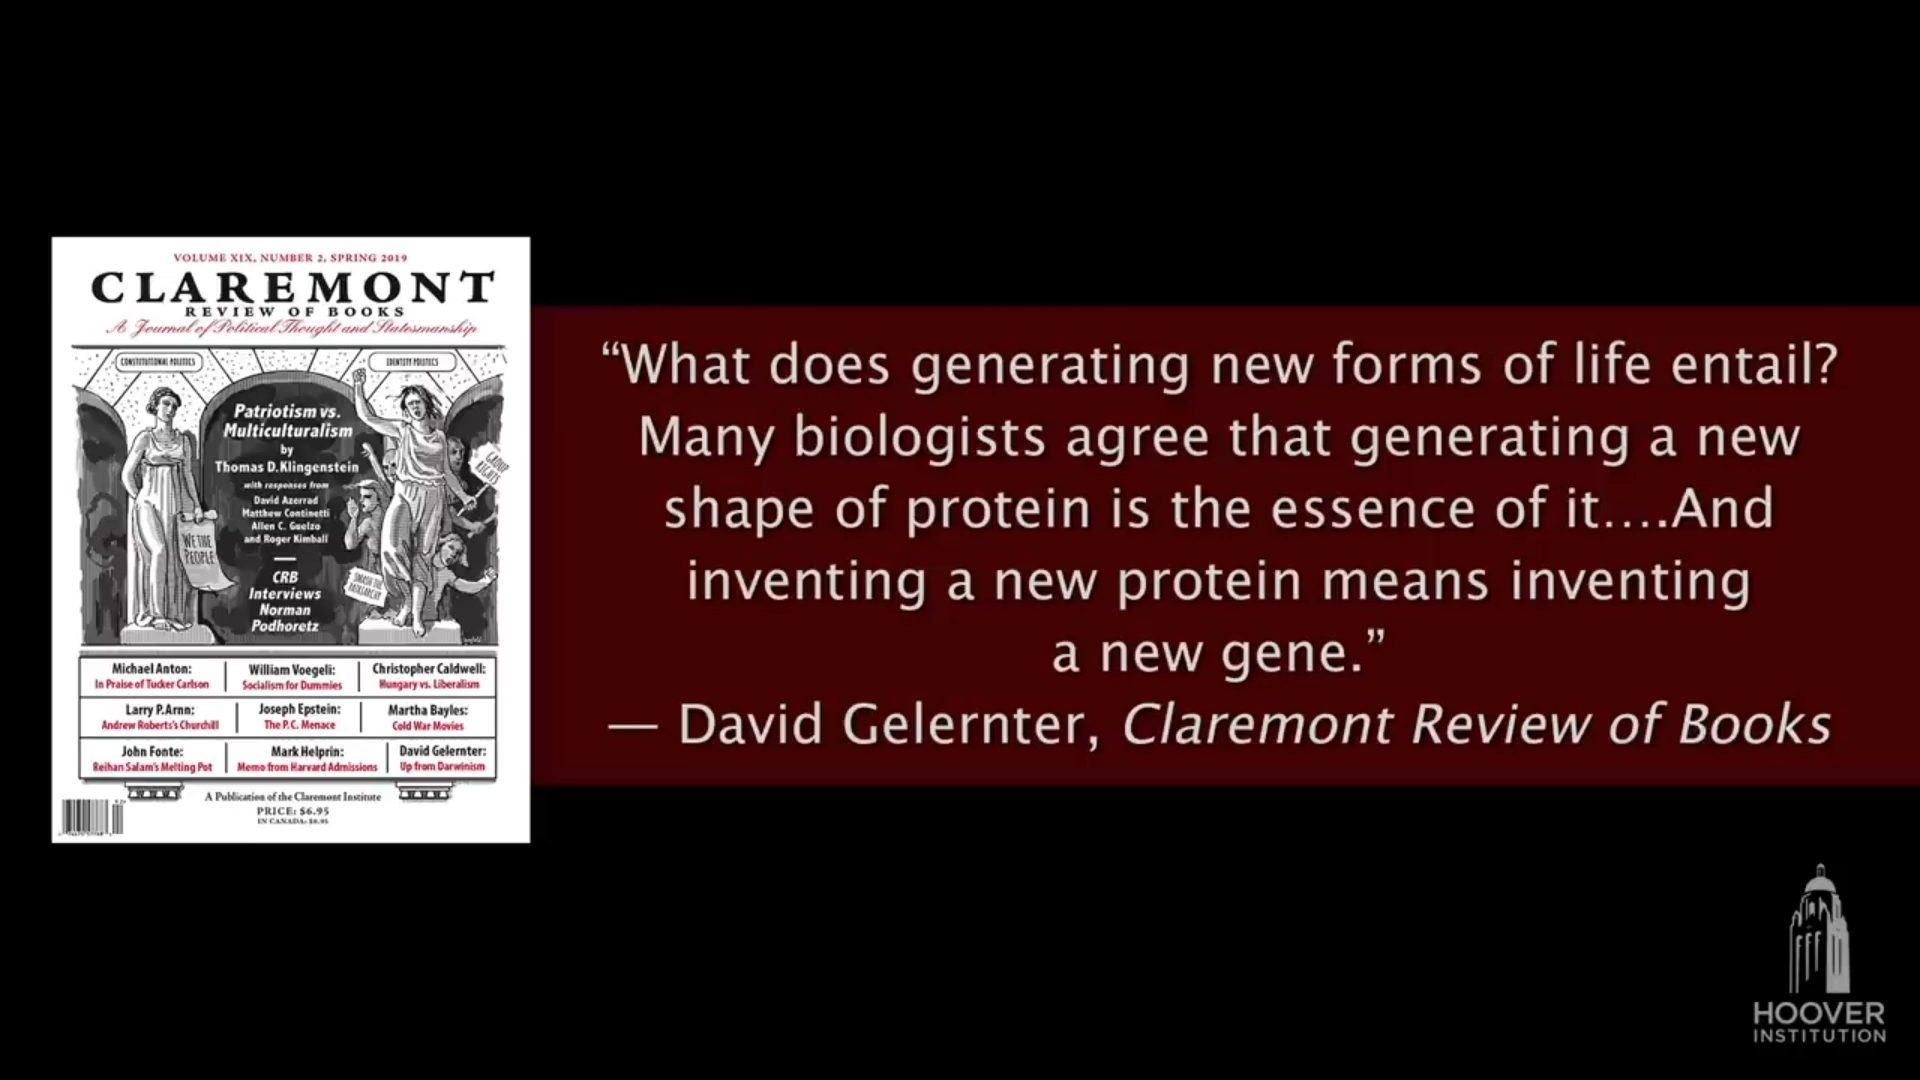 VOLUME XIX, NUMBER 2, SPRING 2019
CLAREMONT
REVIEW OF BOOKS
A Journal of Political Thought and Statesmanship
CONSTITUTIONAL POLITICS
IDENTITY POLITICS
Patriotism vs.
Multiculturalism
by
Thomas D. Klingenstein
with responses from
David Azerrad
Matthew Continetti
Allen C. Guelzo
and Roger Kimball
CRB
Interviews
Norman
Podhoretz
WE THE
PEOPLE
GROUP
RIGHTS
SMASH THE
PATRIARCHY
Michael Anton:
In Praise of Tucker Carlson
William Voegeli:
Socialism for Dummies
Christopher Caldwell:
Hungary vs. Liberalism
Larry P. Arnn:
Andrew Roberts's Churchill
Joseph Epstein:
The P.C. Menace
Martha Bayles:
Cold War Movies
John Fonte:
Reihan Salam's Melting Pot
Mark Helprin:
Memo from Harvard Admissions
David Gelernter:
Up from Darwinism
A Publication of the Claremont Institute
PRICE: $6.95
IN CANADA: $8.95
“What does generating new forms of life entail?
Many biologists agree that generating a new
shape of protein is the essence of it….And
inventing a new protein means inventing
a new gene.”
— David Gelernter, Claremont Review of Books
HOOVER
INSTITUTION